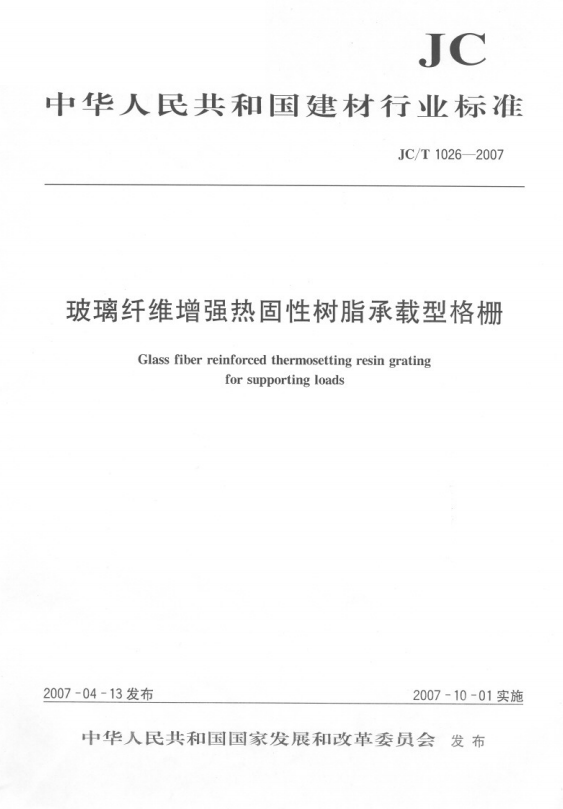 JC
中华人民共和国建材行业标准
JC/T 1026—2007
玻璃纤维增强热固性树脂承载型格栅
Glass fiber reinforced thermosetting resin grating
for supporting loads
2007-04-13 发布
2007-10-01 实施
中华人民共和国国家发展和改革委员会 发布